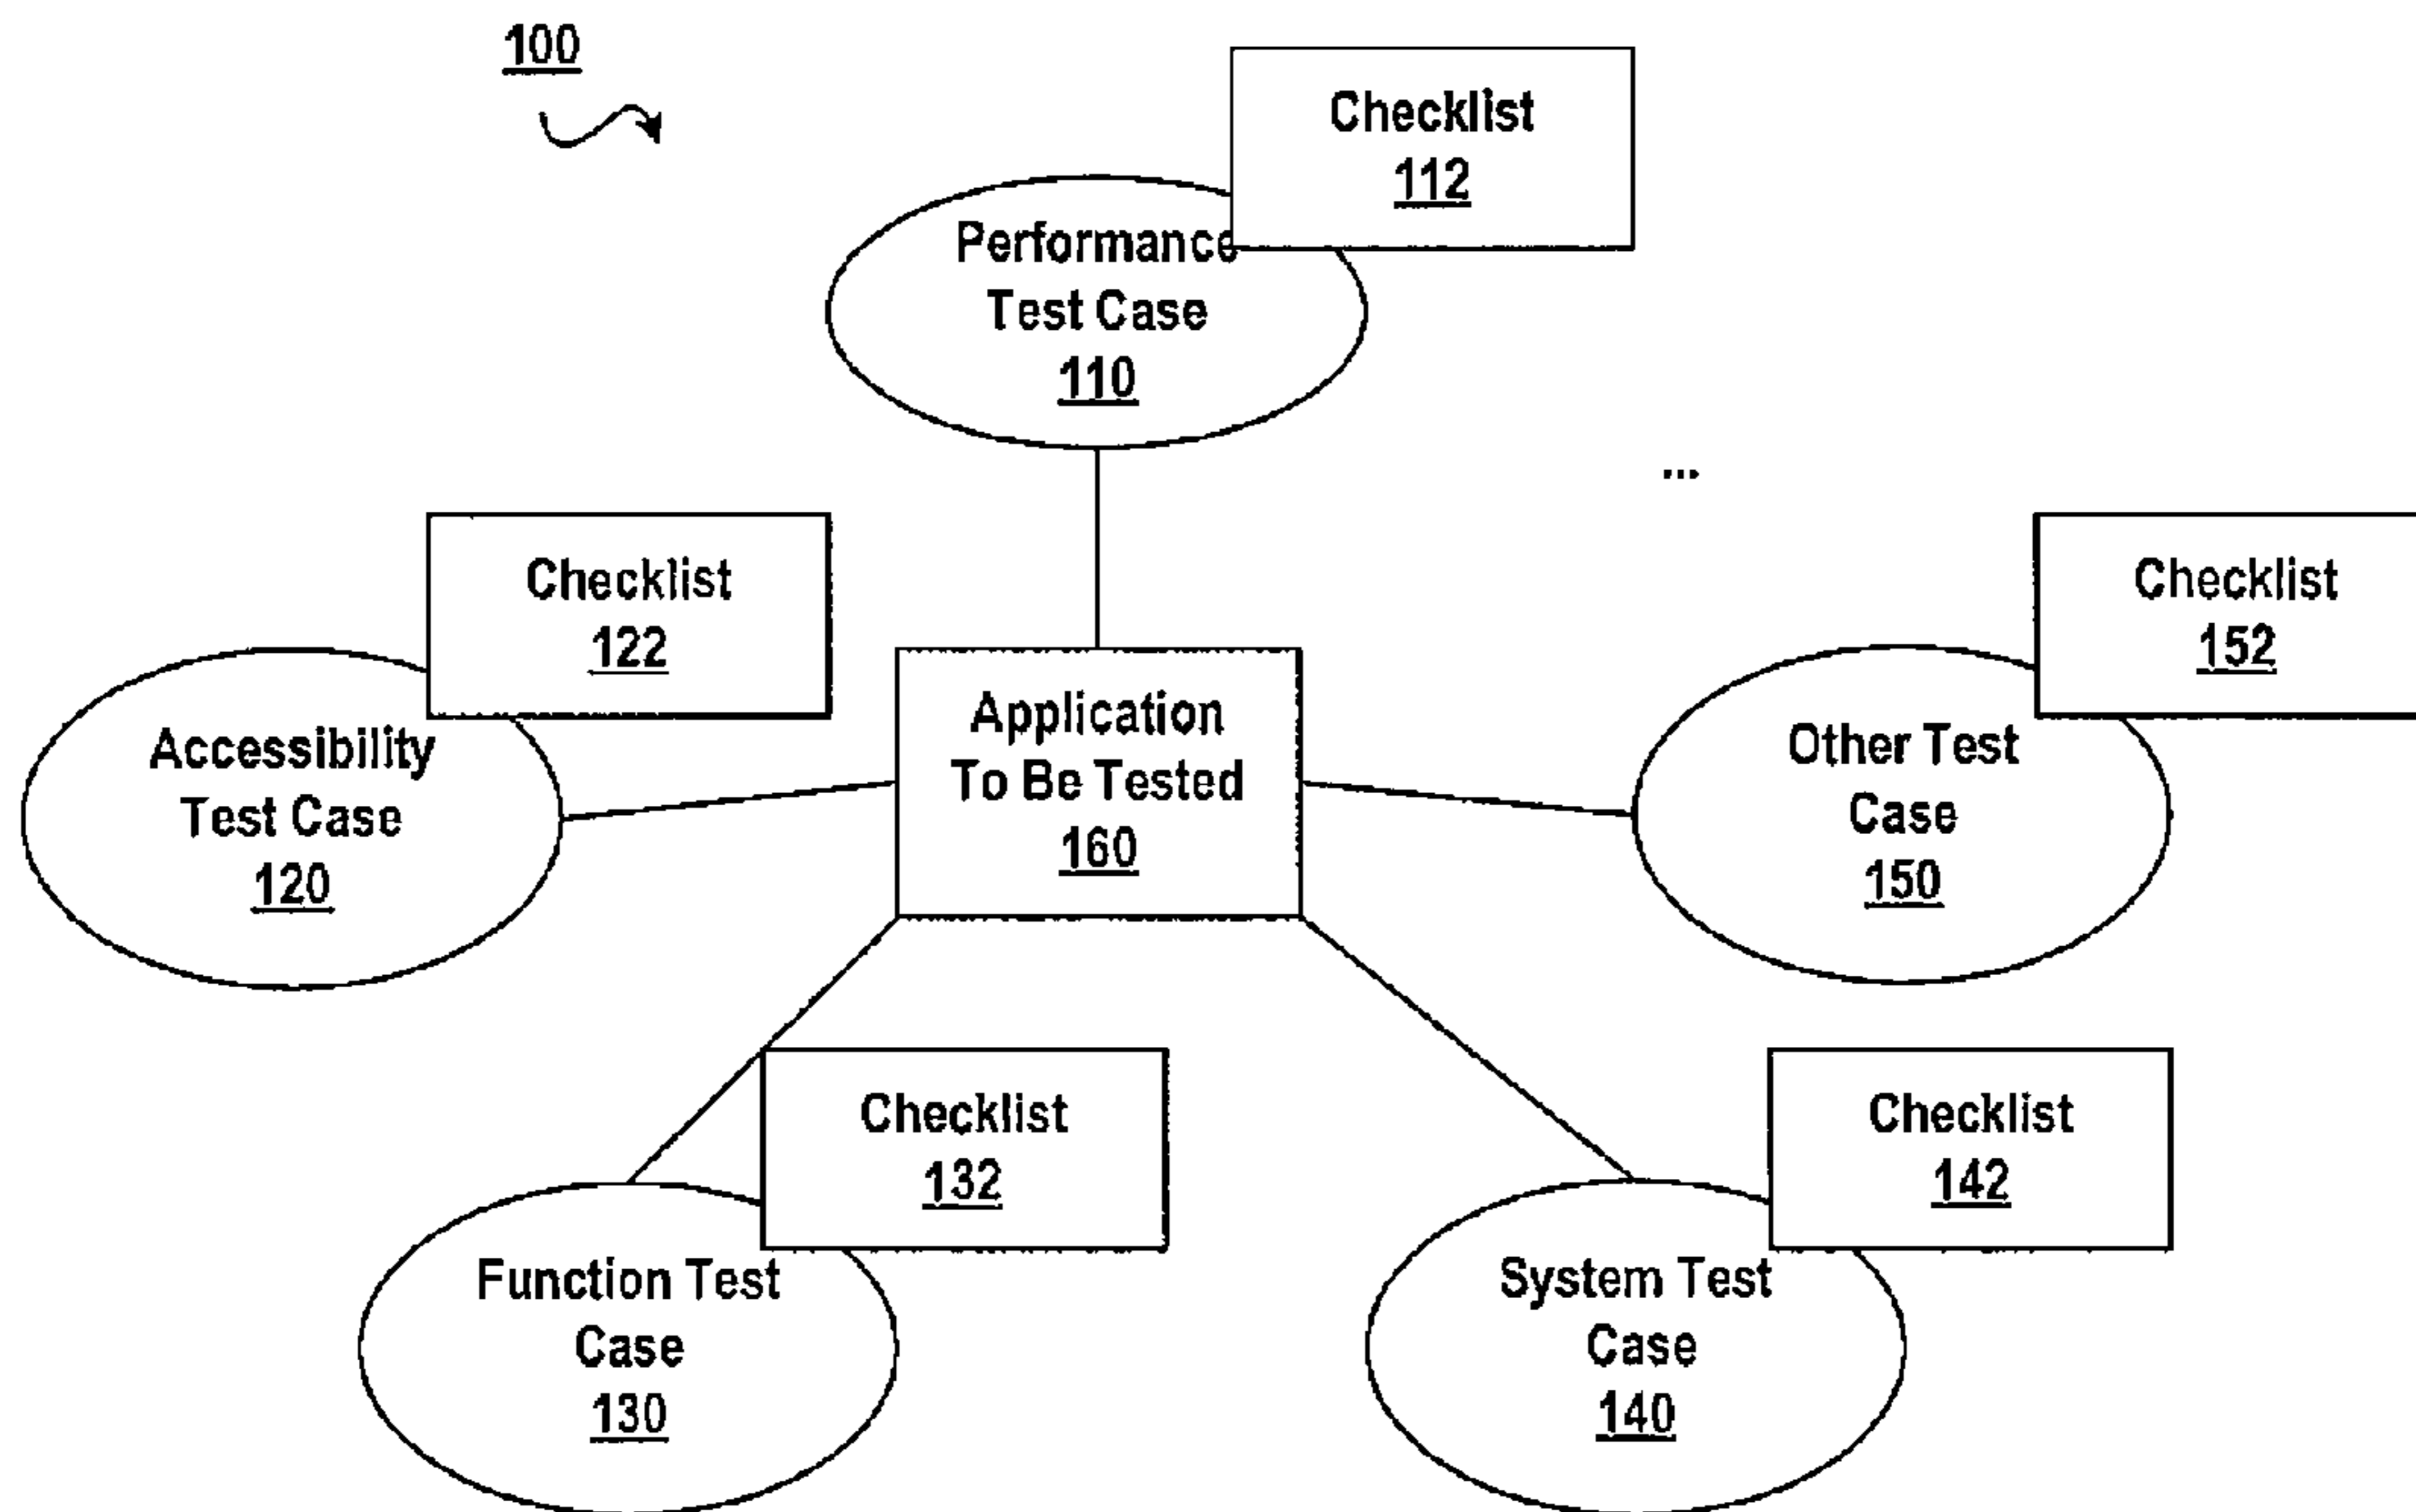 100
Checklist
112
Performance
Test Case
110
...
Checklist
122
Accessibility
Test Case
120
Application
To Be Tested
160
Checklist
152
Other Test
Case
150
Checklist
132
Function Test
Case
130
Checklist
142
System Test
Case
140